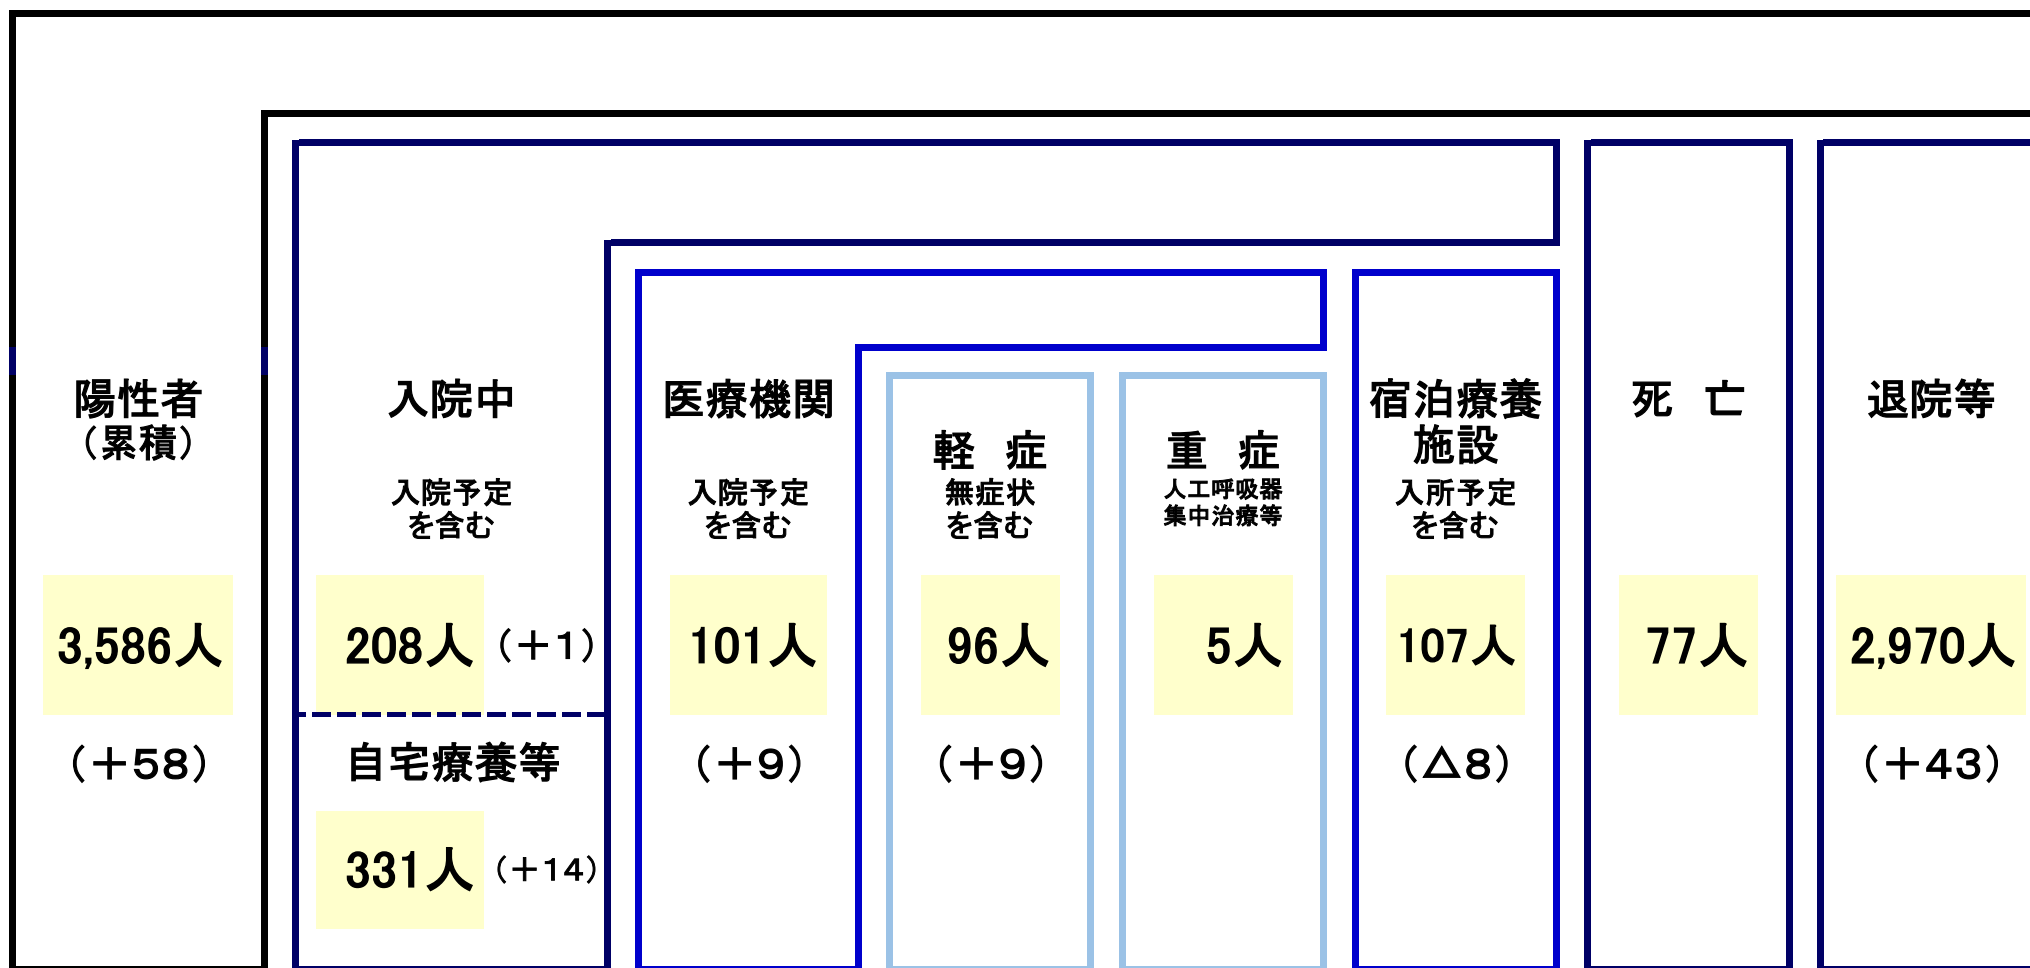 陽性者
（累積）
3,586人
（＋58）
入院中
入院予定
を含む
208人 （＋1）
自宅療養等
331人 （＋14）
医療機関
入院予定
を含む
101人
（＋9）
軽　症
無症状
を含む
96人
（＋9）
重　症
人工呼吸器
集中治療等
5人
宿泊療養
施設
入所予定
を含む
107人
（△8）
死　亡
77人
退院等
2,970人
（＋43）